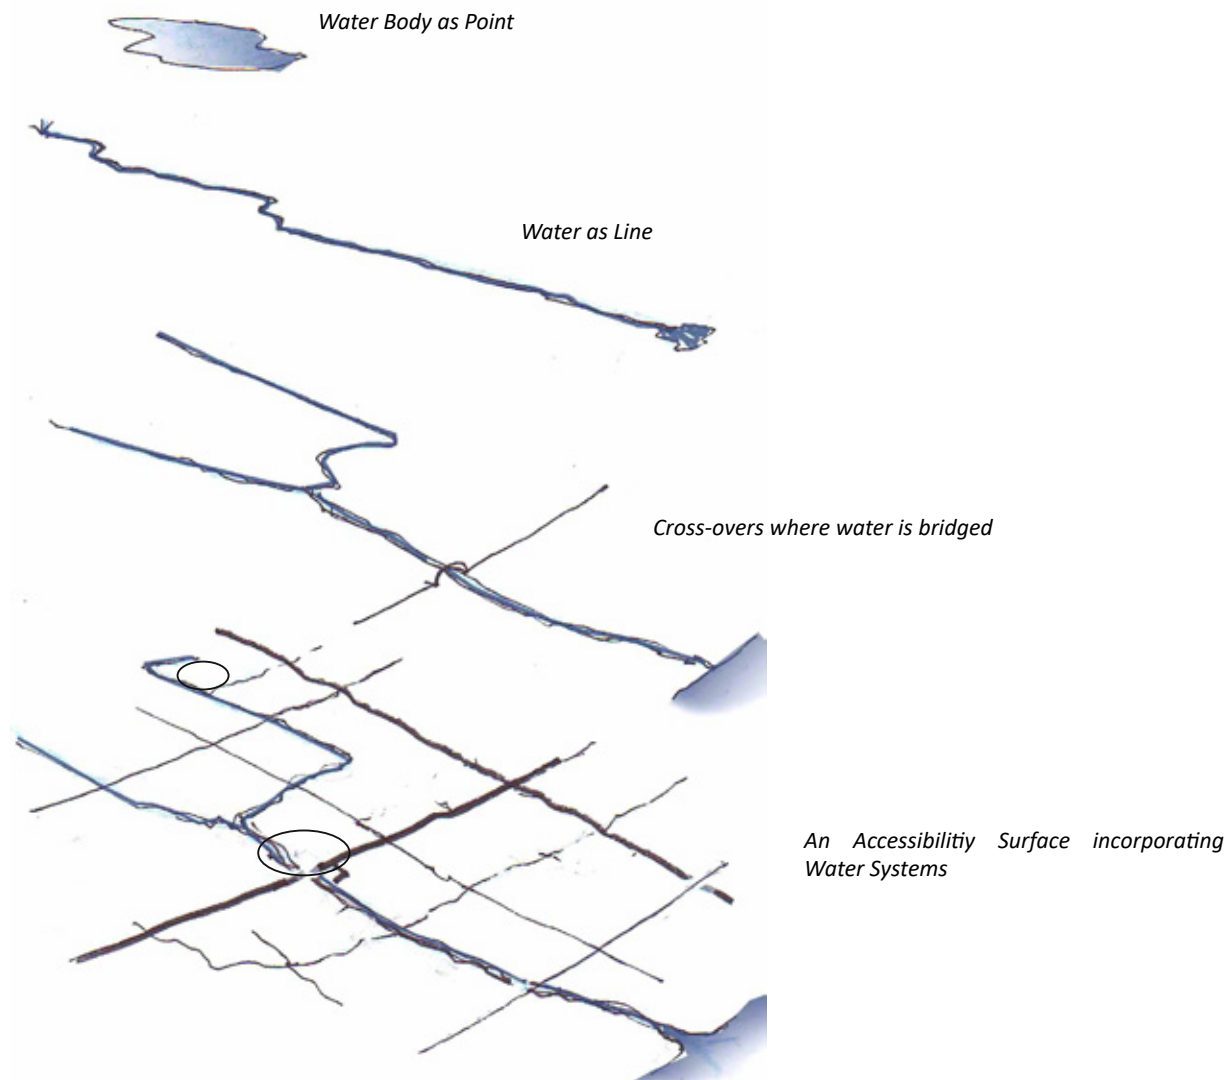 Water Body as Point
Water as Line
Cross-overs where water is bridged
An Accessibilitiy Surface incorporating
Water Systems